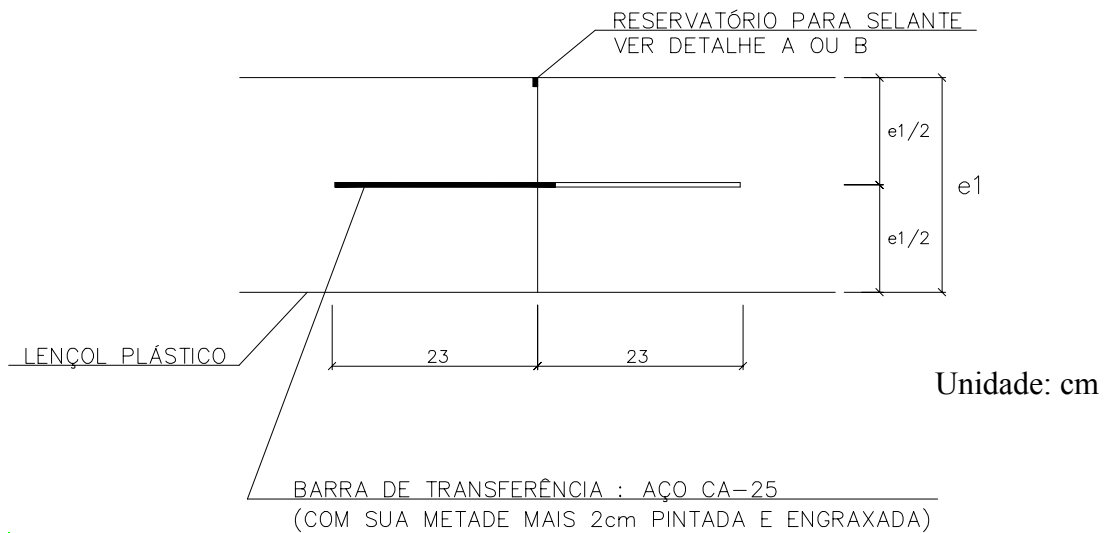 RESERVATÓRIO PARA SELANTE
VER DETALHE A OU B
e1/2
e1
e1/2
LENÇOL PLÁSTICO
23
23
Unidade: cm
BARRA DE TRANSFERÊNCIA : AÇO CA-25
(COM SUA METADE MAIS 2cm PINTADA E ENGRAXADA)